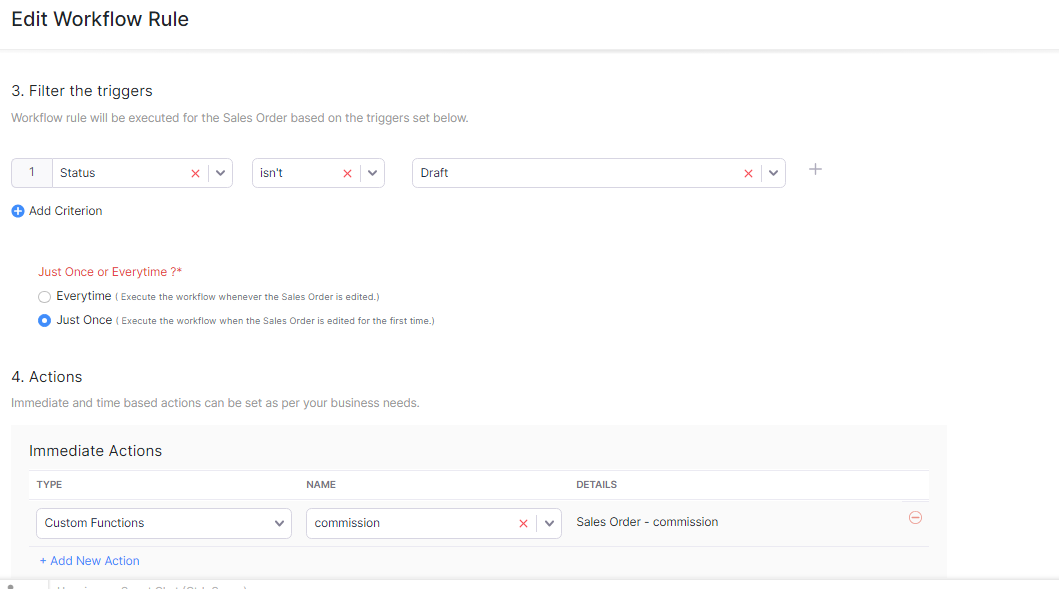 Edit Workflow Rule
3. Filter the triggers
Workflow rule will be executed for the Sales Order based on the triggers set below.
1 Status isn't Draft
Add Criterion
Just Once or Everytime ?*
Everytime ( Execute the workflow whenever the Sales Order is edited.)
Just Once ( Execute the workflow when the Sales Order is edited for the first time.)
4. Actions
Immediate and time based actions can be set as per your business needs.
Immediate Actions
TYPE NAME DETAILS
Custom Functions commission Sales Order - commission
+ Add New Action